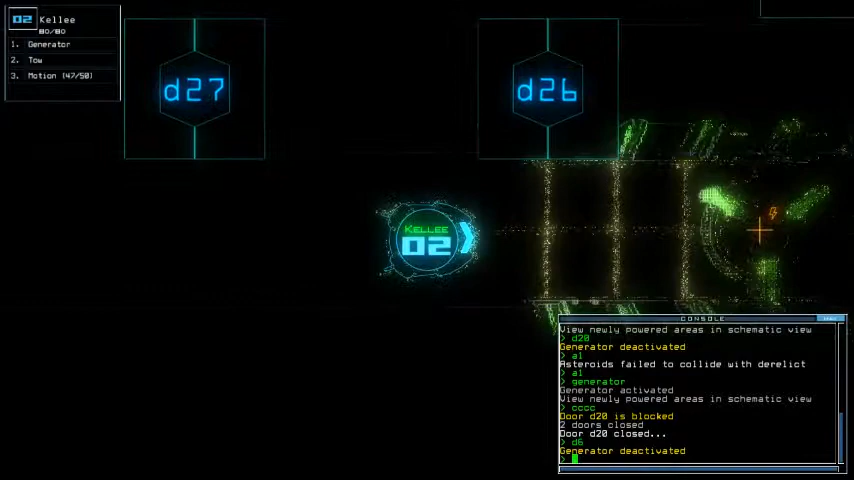 02 Kellee
80/80
1. Generator
2. Tow
3. Motion (47/50)
d27
d26
KELLEE
02
CONSOLE
View newly powered areas in schematic view
> d20
Generator deactivated
> a1
Asteroids failed to collide with derelict
> a1
> generator
Generator activated
View newly powered areas in schematic view
> cccc
Door d20 is blocked
2 doors closed
Door d20 closed...
> d6
Generator deactivated
>